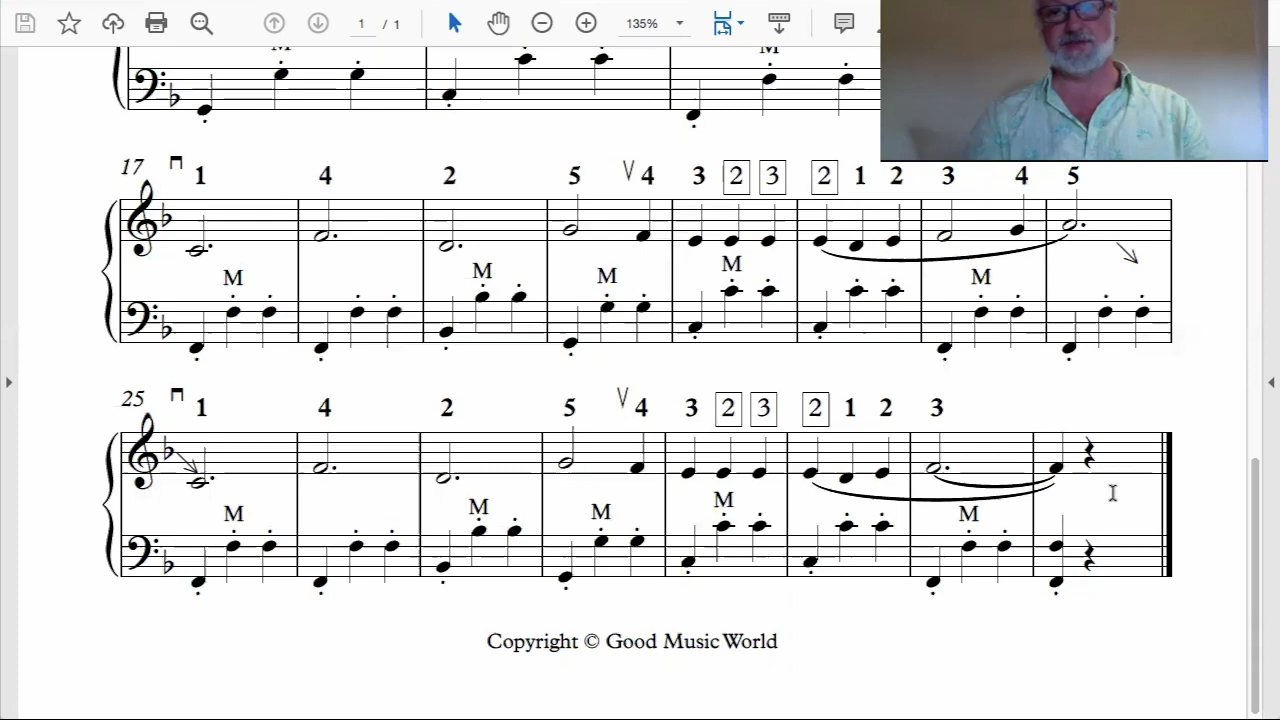 1 / 1 135%
M M
17 1 4 2 5 V 4 3 2 3 2 1 2 3 4 5
M M M M M
25 1 4 2 5 V 4 3 2 3 2 1 2 3
M M M M M
Copyright © Good Music World